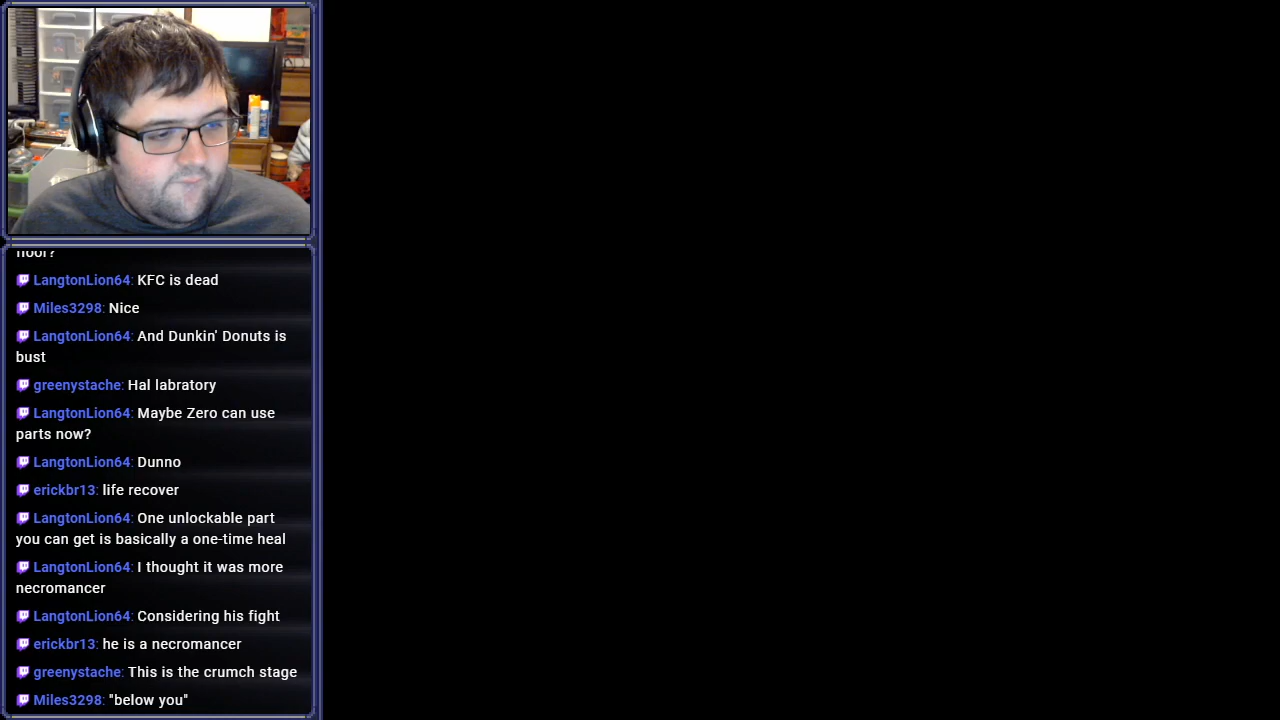 floor?
LangtonLion64: KFC is dead
Miles3298: Nice
LangtonLion64: And Dunkin' Donuts is
bust
greenystache: Hal labratory
LangtonLion64: Maybe Zero can use
parts now?
LangtonLion64: Dunno
erickbr13: life recover
LangtonLion64: One unlockable part
you can get is basically a one-time heal
LangtonLion64: I thought it was more
necromancer
LangtonLion64: Considering his fight
erickbr13: he is a necromancer
greenystache: This is the crumch stage
Miles3298: "below you"